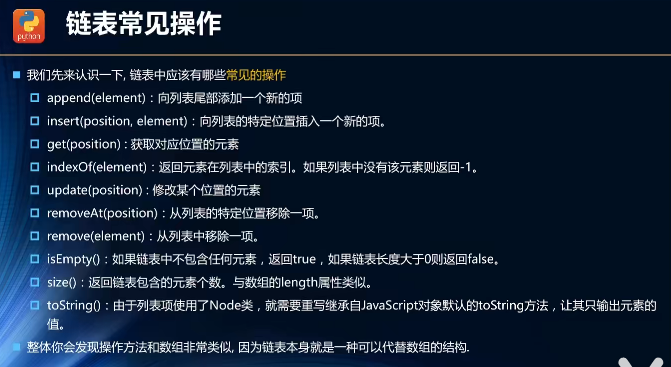 python
链表常见操作
我们先来认识一下, 链表中应该有哪些常见的操作
append(element)：向列表尾部添加一个新的项
insert(position, element)：向列表的特定位置插入一个新的项。
get(position)：获取对应位置的元素
indexOf(element)：返回元素在列表中的索引。如果列表中没有该元素则返回-1。
update(position)：修改某个位置的元素
removeAt(position)：从列表的特定位置移除一项。
remove(element)：从列表中移除一项。
isEmpty()：如果链表中不包含任何元素，返回true，如果链表长度大于0则返回false。
size()：返回链表包含的元素个数。与数组的length属性类似。
toString()：由于列表项使用了Node类，就需要重写继承自JavaScript对象默认的toString方法，让其只输出元素的
值。
整体你会发现操作方法和数组非常类似, 因为链表本身就是一种可以代替数组的结构.